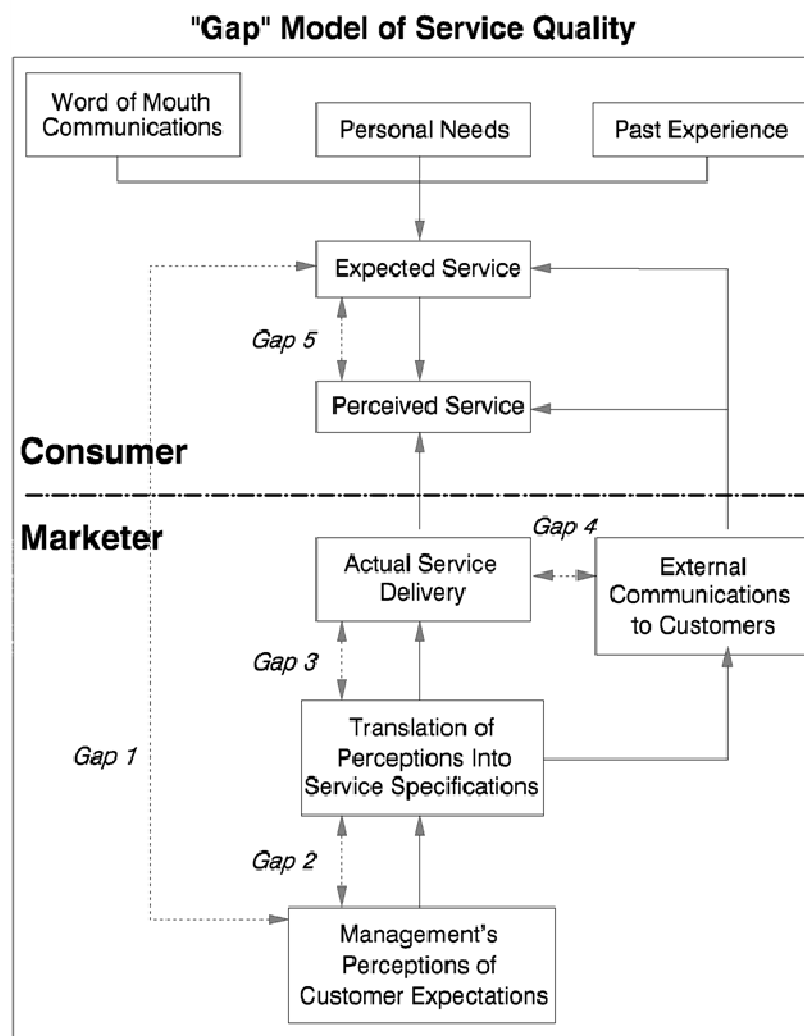 "Gap" Model of Service Quality
Word of Mouth
Communications
Personal Needs
Past Experience
Expected Service
Gap 5
Perceived Service
Consumer
Marketer
Gap 4
Actual Service
Delivery
External
Communications
to Customers
Gap 3
Gap 1
Translation of
Perceptions Into
Service Specifications
Gap 2
Management's
Perceptions of
Customer Expectations